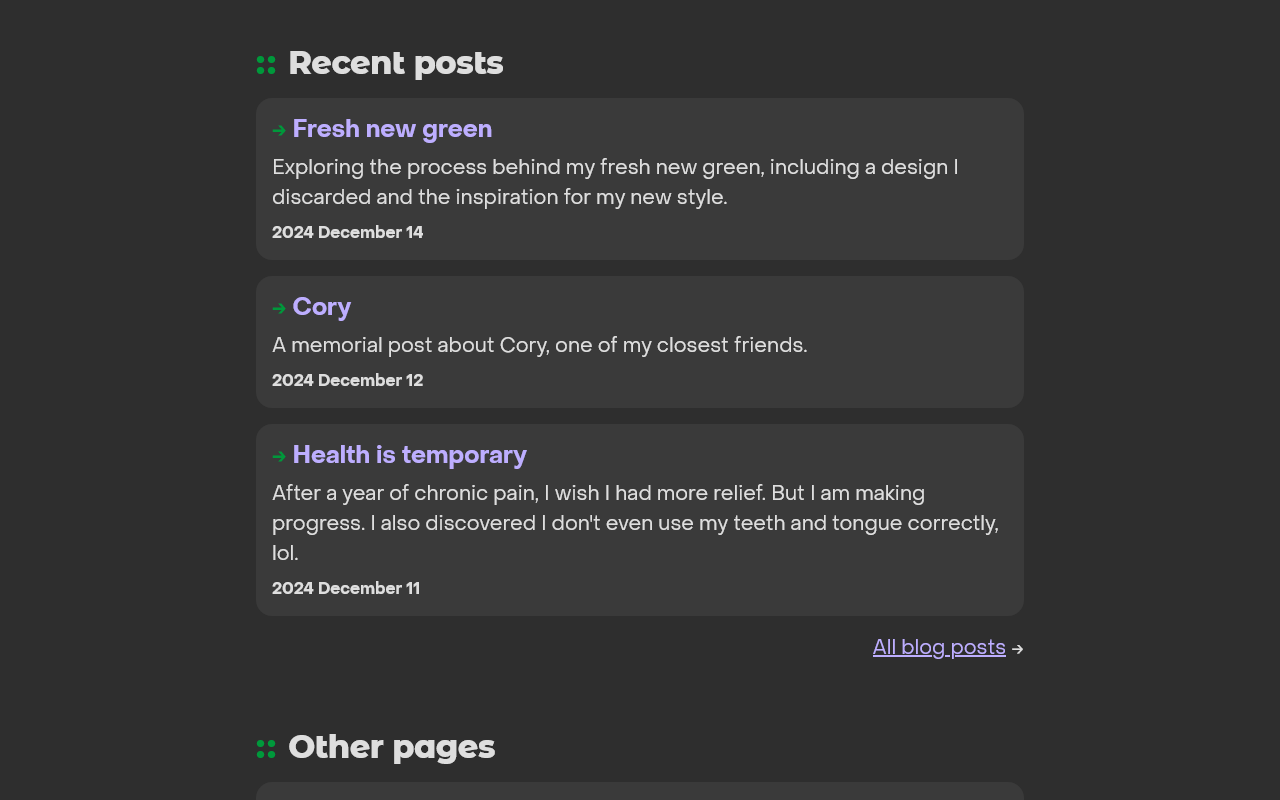 Recent posts
→ Fresh new green
Exploring the process behind my fresh new green, including a design I
discarded and the inspiration for my new style.
2024 December 14
→ Cory
A memorial post about Cory, one of my closest friends.
2024 December 12
→ Health is temporary
After a year of chronic pain, I wish I had more relief. But I am making
progress. I also discovered I don't even use my teeth and tongue correctly,
lol.
2024 December 11
All blog posts →
Other pages